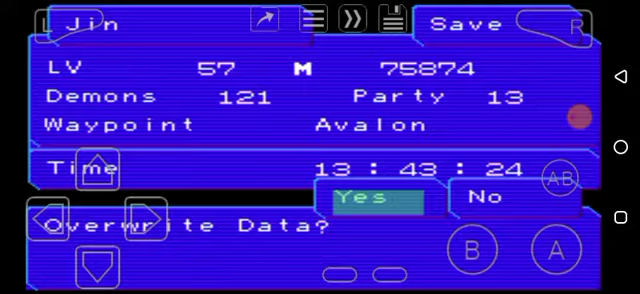 L Jin Save R
LV 57 M 75874
Demons 121 Party 13
Waypoint Avalon
Time 13 : 43 : 24
AB
Yes No
Overwrite Data?
B A